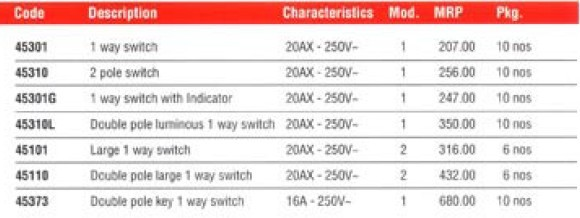 Code Description Characteristics Mod. MRP Pkg.
45301 1 way switch 20AX - 250V~ 1 207.00 10 nos
45310 2 pole switch 20AX - 250V~ 1 256.00 10 nos
45301G 1 way switch with Indicator 20AX - 250V~ 1 247.00 10 nos
45310L Double pole luminous 1 way switch 20AX - 250V~ 1 350.00 10 nos
45101 Large 1 way switch 20AX - 250V~ 2 316.00 6 nos
45110 Double pole large 1 way switch 20AX - 250V~ 2 432.00 6 nos
45373 Double pole key 1 way switch 16A - 250V~ 1 680.00 10 nos